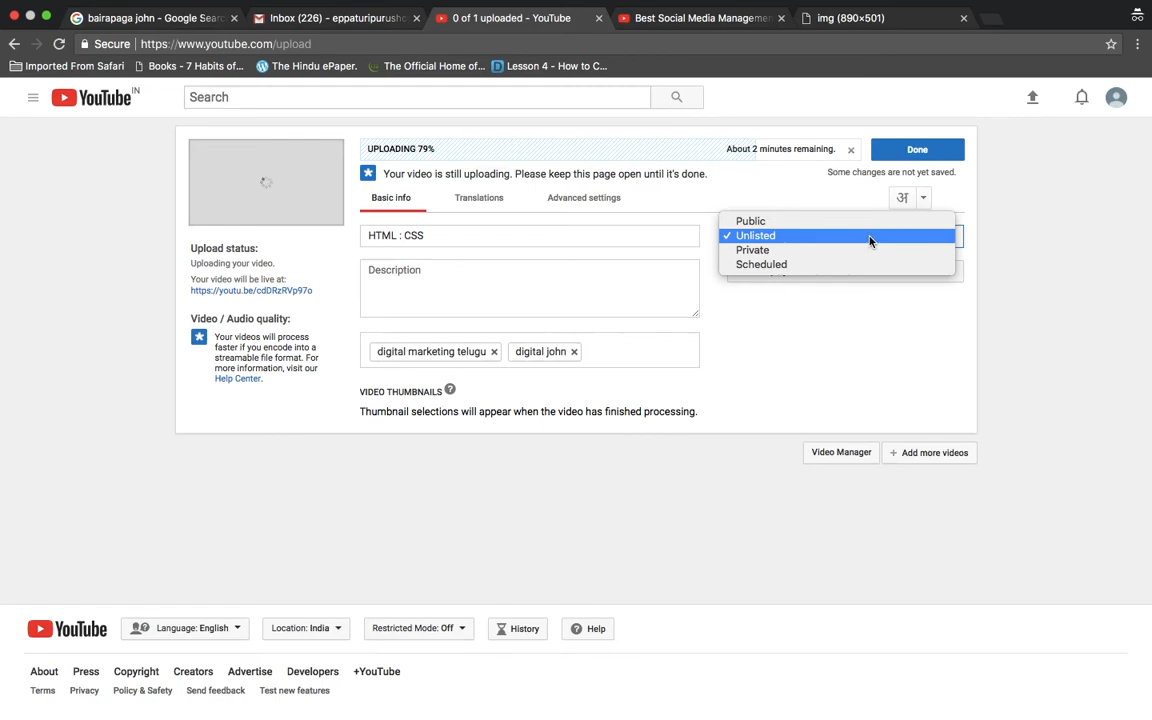 bairapaga john - Google Sear
Inbox (226) - eppaturipurush
0 of 1 uploaded - YouTube
Best Social Media Managemen
img (890×501)
Secure | https://www.youtube.com/upload
Imported From Safari
Books - 7 Habits of...
The Hindu ePaper.
The Official Home of...
Lesson 4 - How to C...
YouTube IN
Search
UPLOADING 79%
About 2 minutes remaining.
Done
Your video is still uploading. Please keep this page open until it's done.
Some changes are not yet saved.
Basic info
Translations
Advanced settings
अ
Public
Unlisted
Private
Scheduled
HTML : CSS
Description
Upload status:
Uploading your video.
Your video will be live at:
https://youtu.be/cdDRzRVp97o
Video / Audio quality:
Your videos will process
faster if you encode into a
streamable file format. For
more information, visit our
Help Center.
digital marketing telugu
digital john
VIDEO THUMBNAILS ?
Thumbnail selections will appear when the video has finished processing.
Video Manager
+ Add more videos
YouTube
Language: English
Location: India
Restricted Mode: Off
History
Help
About
Press
Copyright
Creators
Advertise
Developers
+YouTube
Terms
Privacy
Policy & Safety
Send feedback
Test new features